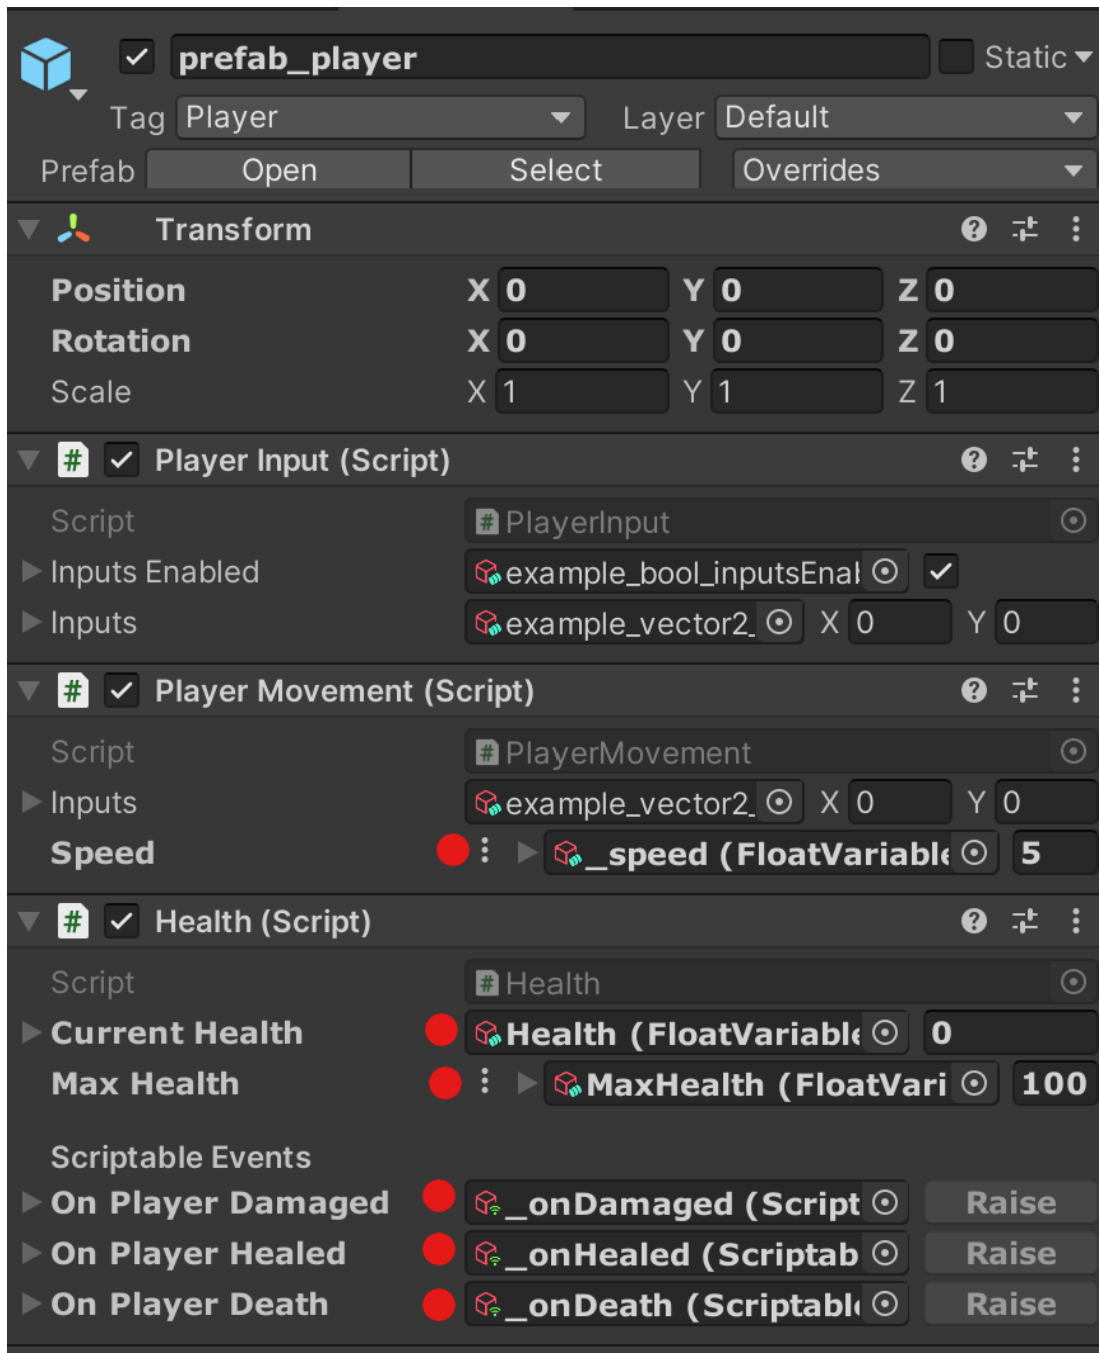 prefab_player Static
Tag Player Layer Default
Prefab Open Select Overrides
Transform
Position X 0 Y 0 Z 0
Rotation X 0 Y 0 Z 0
Scale X 1 Y 1 Z 1
# Player Input (Script)
Script # PlayerInput
Inputs Enabled example_bool_inputsEnal
Inputs example_vector2_ X 0 Y 0
# Player Movement (Script)
Script # PlayerMovement
Inputs example_vector2_ X 0 Y 0
Speed _speed (FloatVariable 5
# Health (Script)
Script # Health
Current Health Health (FloatVariable 0
Max Health MaxHealth (FloatVari 100
Scriptable Events
On Player Damaged _onDamaged (Script Raise
On Player Healed _onHealed (Scriptab Raise
On Player Death _onDeath (Scriptabl Raise